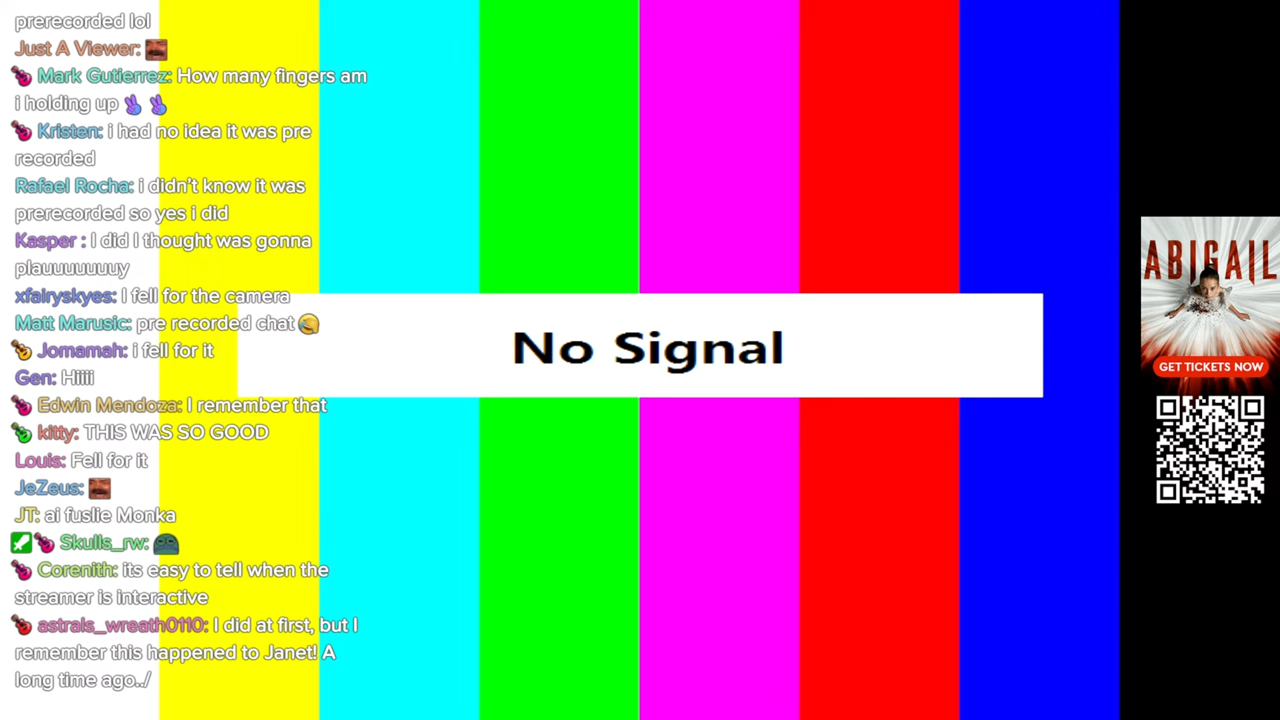 prerecorded lol
Just A Viewer:
Mark Gutierrez: How many fingers am
i holding up
Kristen: i had no idea it was pre
recorded
Rafael Rocha: i didn't know it was
prerecorded so yes i did
Kasper : I did I thought was gonna
plauuuuuuuy
xfairyskyes: I fell for the camera
Matt Marusic: pre recorded chat
Jomamah: i fell for it
Gen: Hiiii
Edwin Mendoza: I remember that
kitty: THIS WAS SO GOOD
Louis: Fell for it
JeZeus:
JT: ai fuslie Monka
Skulls_rw:
Corenith: its easy to tell when the
streamer is interactive
astrals_wreath0110: I did at first, but I
remember this happened to Janet! A
long time ago../
No Signal
ABIGAIL
GET TICKETS NOW